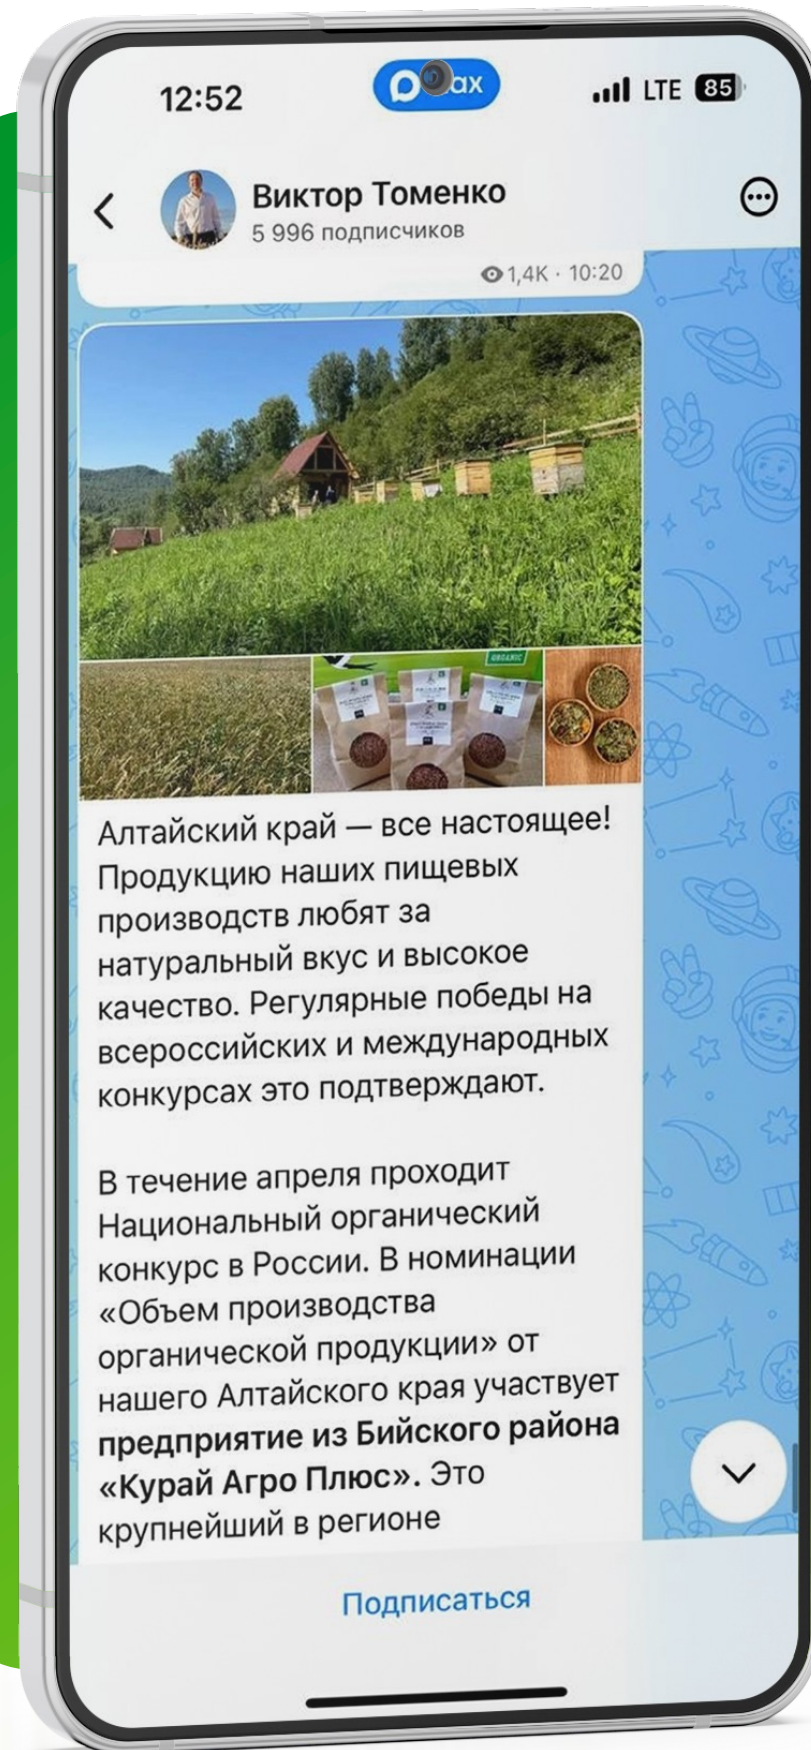 12:52
ax
LTE 85
Виктор Томенко
5 996 подписчиков
1,4K · 10:20
ORGANIC
Алтайский край — все настоящее!
Продукцию наших пищевых
производств любят за
натуральный вкус и высокое
качество. Регулярные победы на
всероссийских и международных
конкурсах это подтверждают.
В течение апреля проходит
Национальный органический
конкурс в России. В номинации
«Объем производства
органической продукции» от
нашего Алтайского края участвует
предприятие из Бийского района
«Курай Агро Плюс». Это
крупнейший в регионе
Подписаться